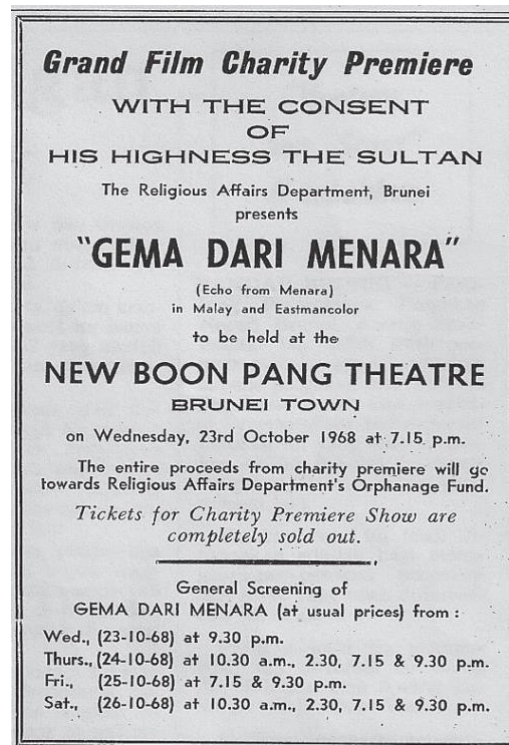 Grand Film Charity Premiere
WITH THE CONSENT
OF
HIS HIGHNESS THE SULTAN
The Religious Affairs Department, Brunei
presents
"GEMA DARI MENARA"
(Echo from Menara)
in Malay and Eastmancolor
to be held at the
NEW BOON PANG THEATRE
BRUNEI TOWN
on Wednesday, 23rd October 1968 at 7.15 p.m.
The entire proceeds from charity premiere will go
towards Religious Affairs Department's Orphanage Fund.
Tickets for Charity Premiere Show are
completely sold out.
General Screening of
GEMA DARI MENARA (at usual prices) from :
Wed., (23-10-68) at 9.30 p.m.
Thurs., (24-10-68) at 10.30 a.m., 2.30, 7.15 & 9.30 p.m.
Fri., (25-10-68) at 7.15 & 9.30 p.m.
Sat., (26-10-68) at 10.30 a.m., 2.30, 7.15 & 9.30 p.m.